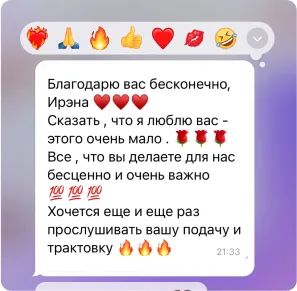 Благодарю вас бесконечно,
Ирэна ♥️♥️♥️
Сказать , что я люблю вас -
этого очень мало . 🌹🌹🌹
Все , что вы делаете для нас
бесценно и очень важно
💯💯💯
Хочется еще и еще раз
прослушивать вашу подачу и
трактовку 🔥🔥🔥
21:33